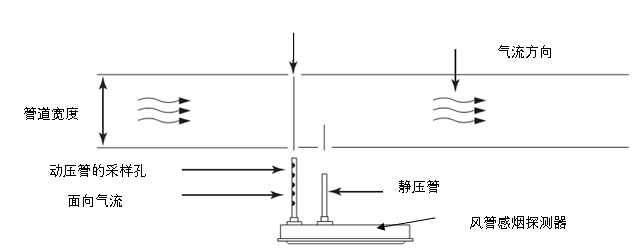 气流方向
管道宽度
动压管的采样孔
面向气流
静压管
风管感烟探测器